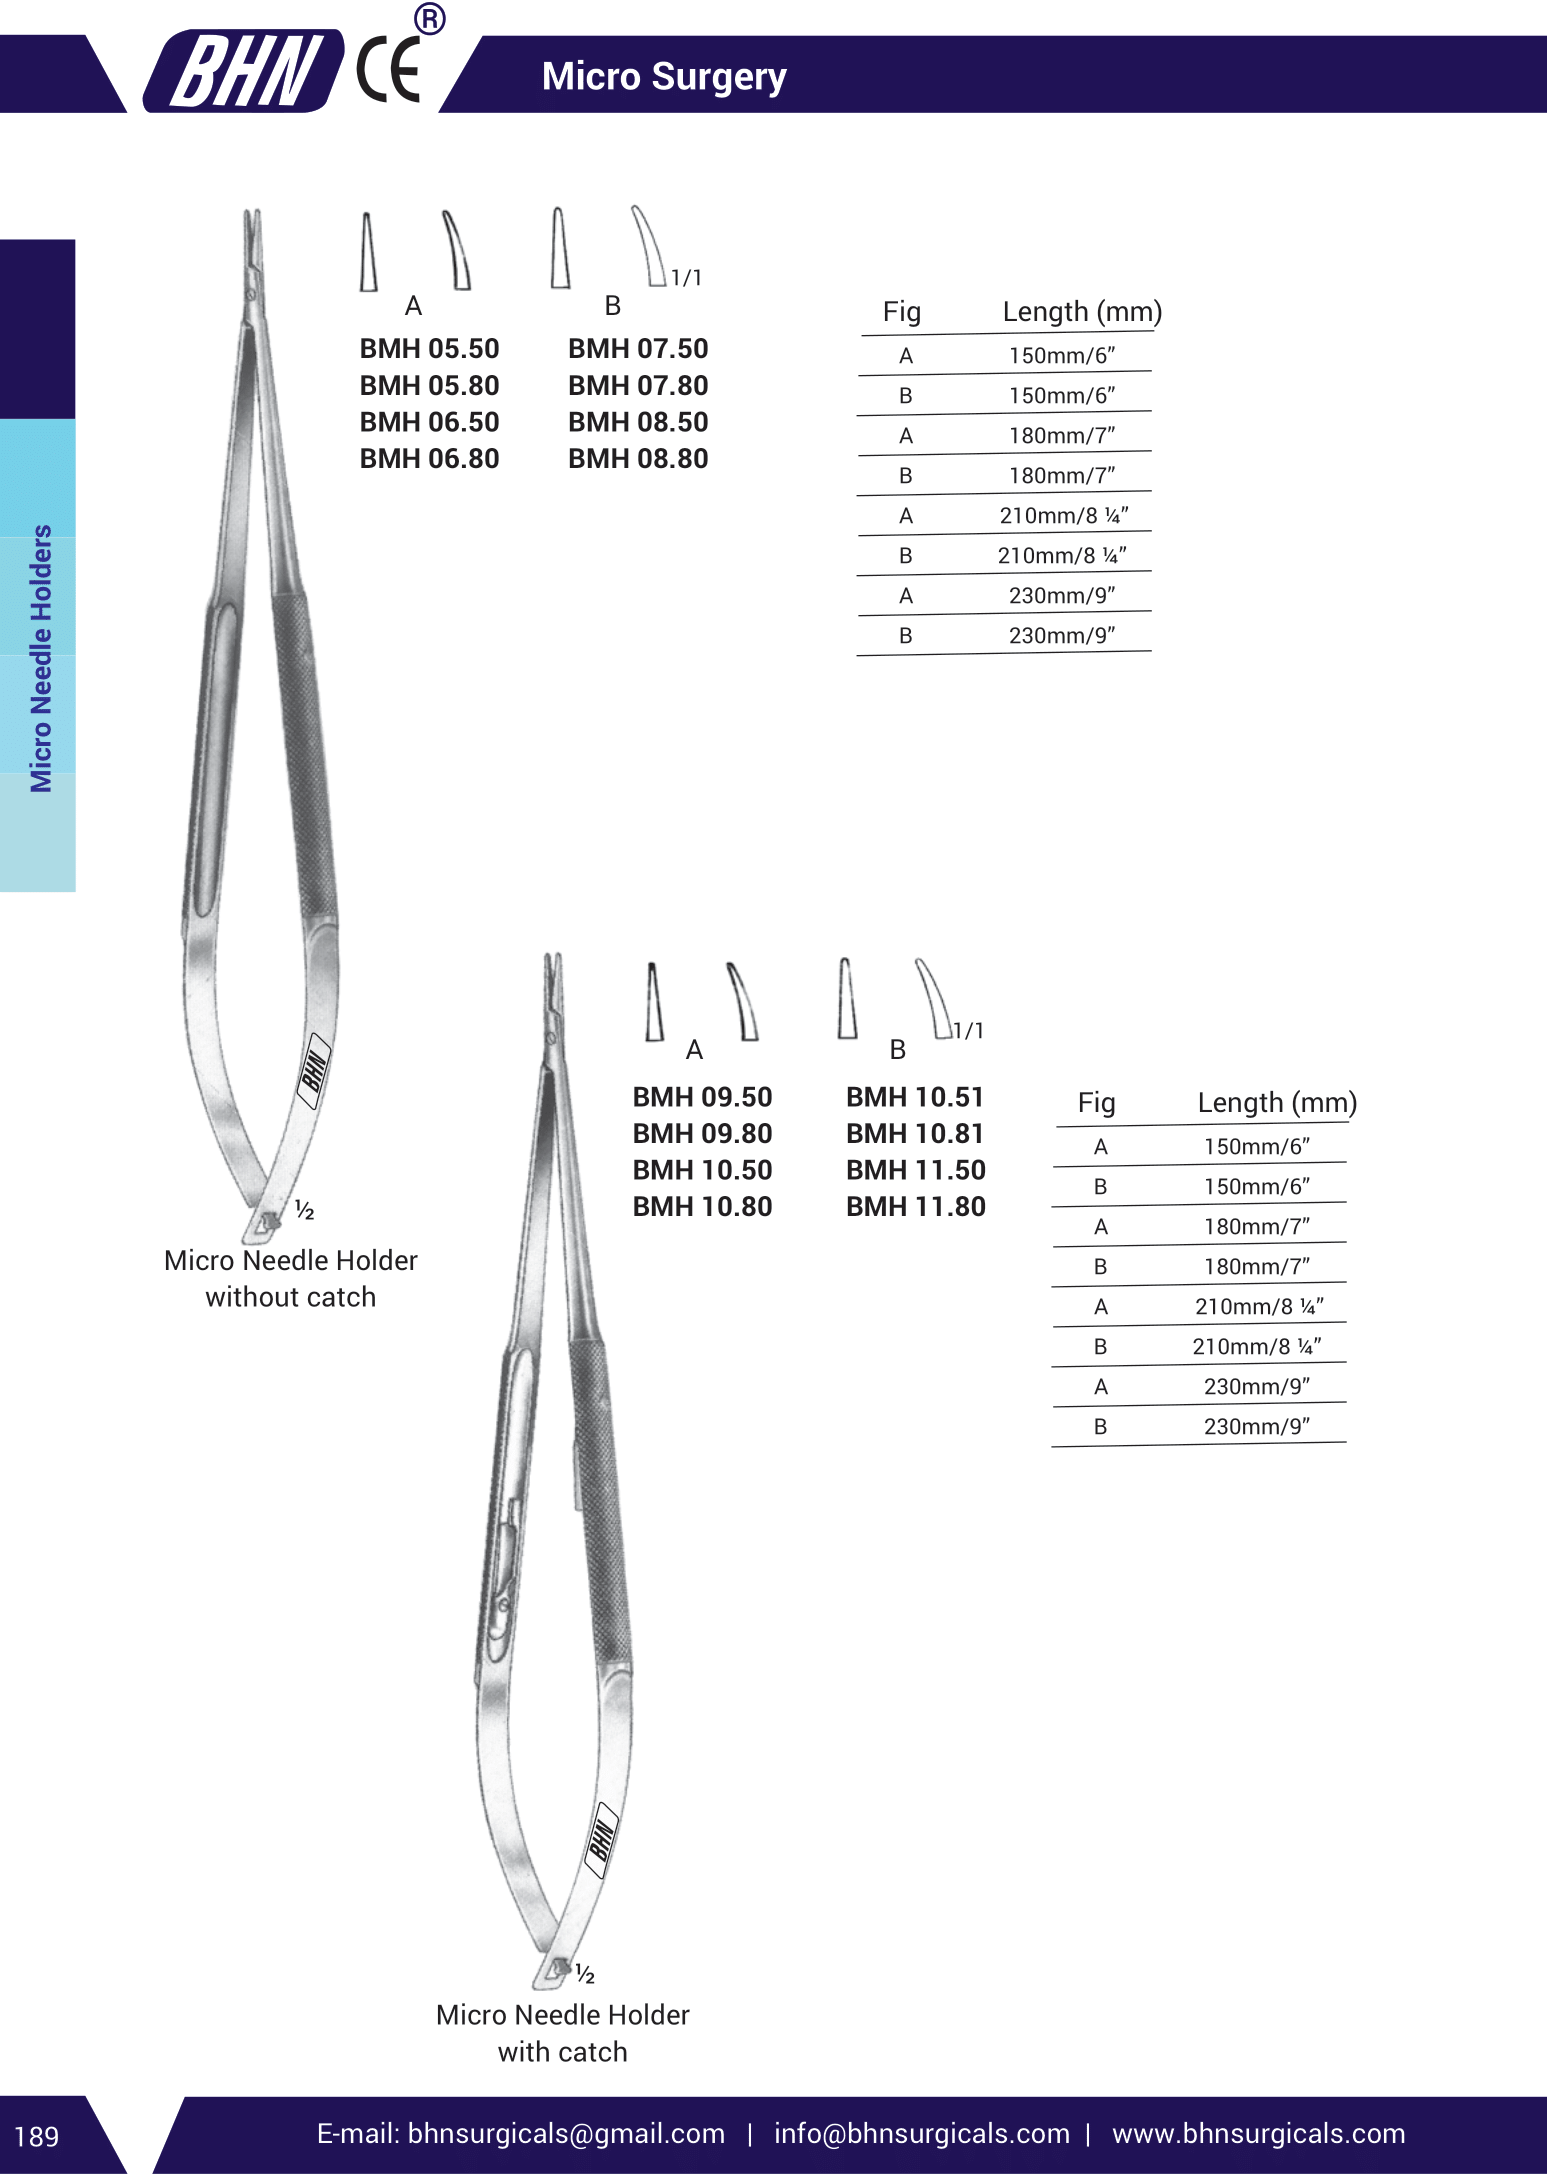 BHN CE ®
Micro Surgery
Micro Needle Holders
1/1
A B
BMH 05.50 BMH 07.50
BMH 05.80 BMH 07.80
BMH 06.50 BMH 08.50
BMH 06.80 BMH 08.80
Fig Length (mm)
A 150mm/6”
B 150mm/6”
A 180mm/7”
B 180mm/7”
A 210mm/8 ¼”
B 210mm/8 ¼”
A 230mm/9”
B 230mm/9”
BHN
½
Micro Needle Holder
without catch
1/1
A B
BMH 09.50 BMH 10.51
BMH 09.80 BMH 10.81
BMH 10.50 BMH 11.50
BMH 10.80 BMH 11.80
Fig Length (mm)
A 150mm/6”
B 150mm/6”
A 180mm/7”
B 180mm/7”
A 210mm/8 ¼”
B 210mm/8 ¼”
A 230mm/9”
B 230mm/9”
BHN
½
Micro Needle Holder
with catch
189
E-mail: bhnsurgicals@gmail.com | info@bhnsurgicals.com | www.bhnsurgicals.com